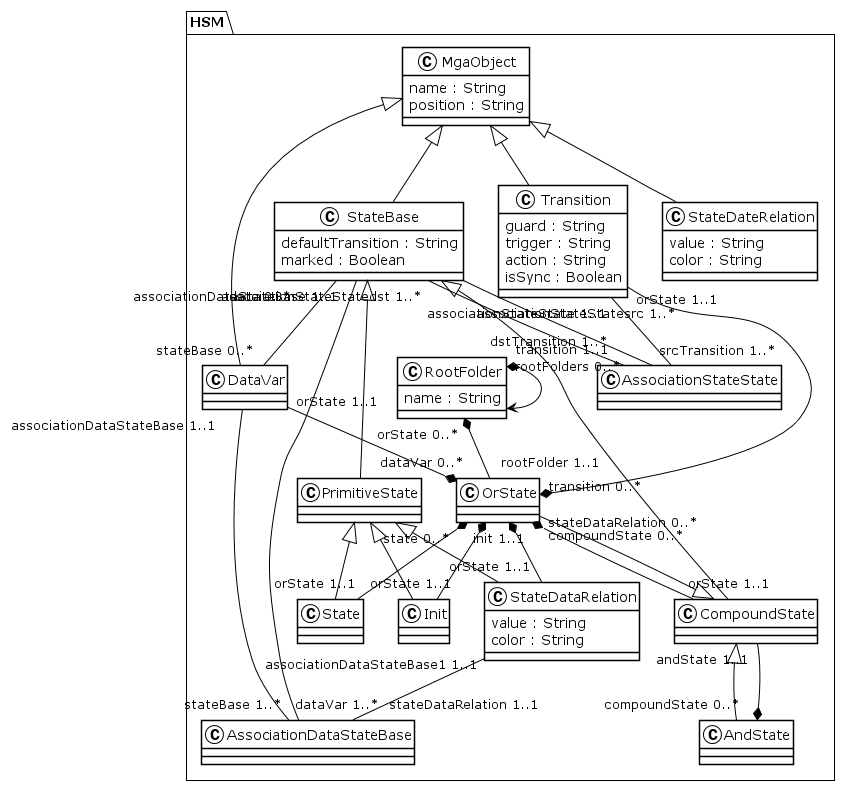 HSM
C MgaObject
name : String
position : String
C StateBase
defaultTransition : String
marked : Boolean
C Transition
guard : String
trigger : String
action : String
isSync : Boolean
C StateDateRelation
value : String
color : String
dst 1..*
orState 1..1
src 1..*
dstTransition 1..*
transition 1..1
srcTransition 1..*
stateBase 0..*
rootFolders 0..*
C DataVar
C RootFolder
name : String
C AssociationStateState
orState 1..1
associationDataStateBase 1..1
orState 0..*
dataVar 0..*
rootFolder 1..1
C PrimitiveState
C OrState
transition 0..*
stateDataRelation 0..*
compoundState 0..*
state 0..*
init 1..1
orState 1..1
orState 1..1
orState 1..1
orState 1..1
C State
C Init
C StateDataRelation
value : String
color : String
C CompoundState
associationDataStateBase1 1..1
andState 1..1
stateBase 1..*
dataVar 1..*
stateDataRelation 1..1
compoundState 0..*
C AssociationDataStateBase
C AndState